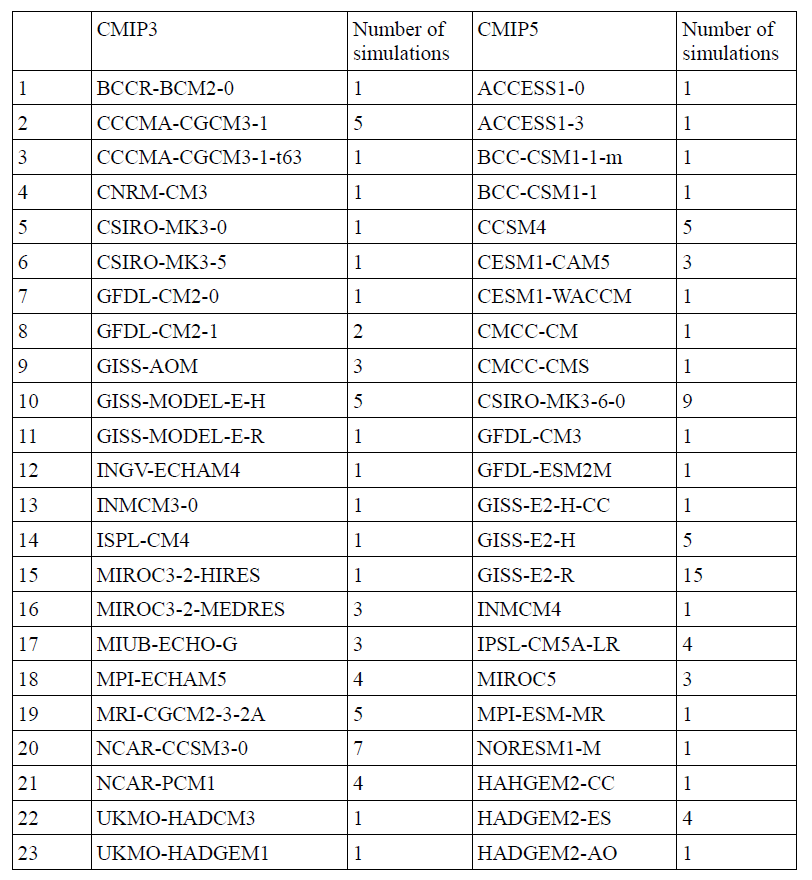 CMIP3 Number of simulations CMIP5 Number of simulations
1 BCCR-BCM2-0 1 ACCESS1-0 1
2 CCCMA-CGCM3-1 5 ACCESS1-3 1
3 CCCMA-CGCM3-1-t63 1 BCC-CSM1-1-m 1
4 CNRM-CM3 1 BCC-CSM1-1 1
5 CSIRO-MK3-0 1 CCSM4 5
6 CSIRO-MK3-5 1 CESM1-CAM5 3
7 GFDL-CM2-0 1 CESM1-WACCM 1
8 GFDL-CM2-1 2 CMCC-CM 1
9 GISS-AOM 3 CMCC-CMS 1
10 GISS-MODEL-E-H 5 CSIRO-MK3-6-0 9
11 GISS-MODEL-E-R 1 GFDL-CM3 1
12 INGV-ECHAM4 1 GFDL-ESM2M 1
13 INMCM3-0 1 GISS-E2-H-CC 1
14 ISPL-CM4 1 GISS-E2-H 5
15 MIROC3-2-HIRES 1 GISS-E2-R 15
16 MIROC3-2-MEDRES 3 INMCM4 1
17 MIUB-ECHO-G 3 IPSL-CM5A-LR 4
18 MPI-ECHAM5 4 MIROC5 3
19 MRI-CGCM2-3-2A 5 MPI-ESM-MR 1
20 NCAR-CCSM3-0 7 NORESM1-M 1
21 NCAR-PCM1 4 HAHGEM2-CC 1
22 UKMO-HADCM3 1 HADGEM2-ES 4
23 UKMO-HADGEM1 1 HADGEM2-AO 1